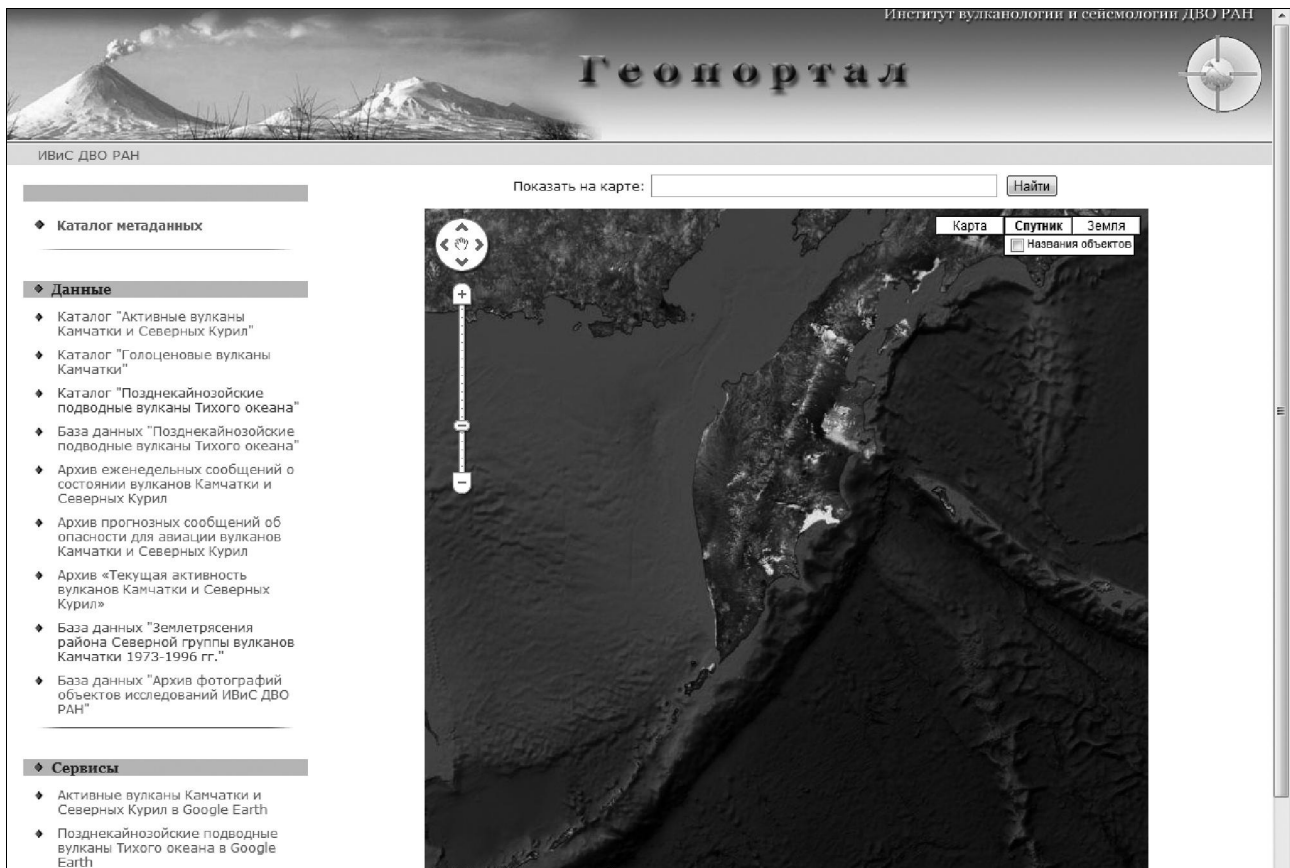 Институт вулканологии и сейсмологии ДВО РАН
Геопортал
ИВиС ДВО РАН
Показать на карте:
Найти
Каталог метаданных
Данные
Каталог "Активные вулканы
Камчатки и Северных Курил"
Каталог "Голоценовые вулканы
Камчатки"
Каталог "Позднекайнозойские
подводные вулканы Тихого океана"
База данных "Позднекайнозойские
подводные вулканы Тихого океана"
Архив еженедельных сообщений о
состоянии вулканов Камчатки и
Северных Курил
Архив прогнозных сообщений об
опасности для авиации вулканов
Камчатки и Северных Курил
Архив «Текущая активность
вулканов Камчатки и Северных
Курил»
База данных "Землетрясения
района Северной группы вулканов
Камчатки 1973-1996 гг."
База данных "Архив фотографий
объектов исследований ИВиС ДВО
РАН"
Сервисы
Активные вулканы Камчатки и
Северных Курил в Google Earth
Позднекайнозойские подводные
вулканы Тихого океана в Google
Earth
Карта Спутник Земля
Названия объектов